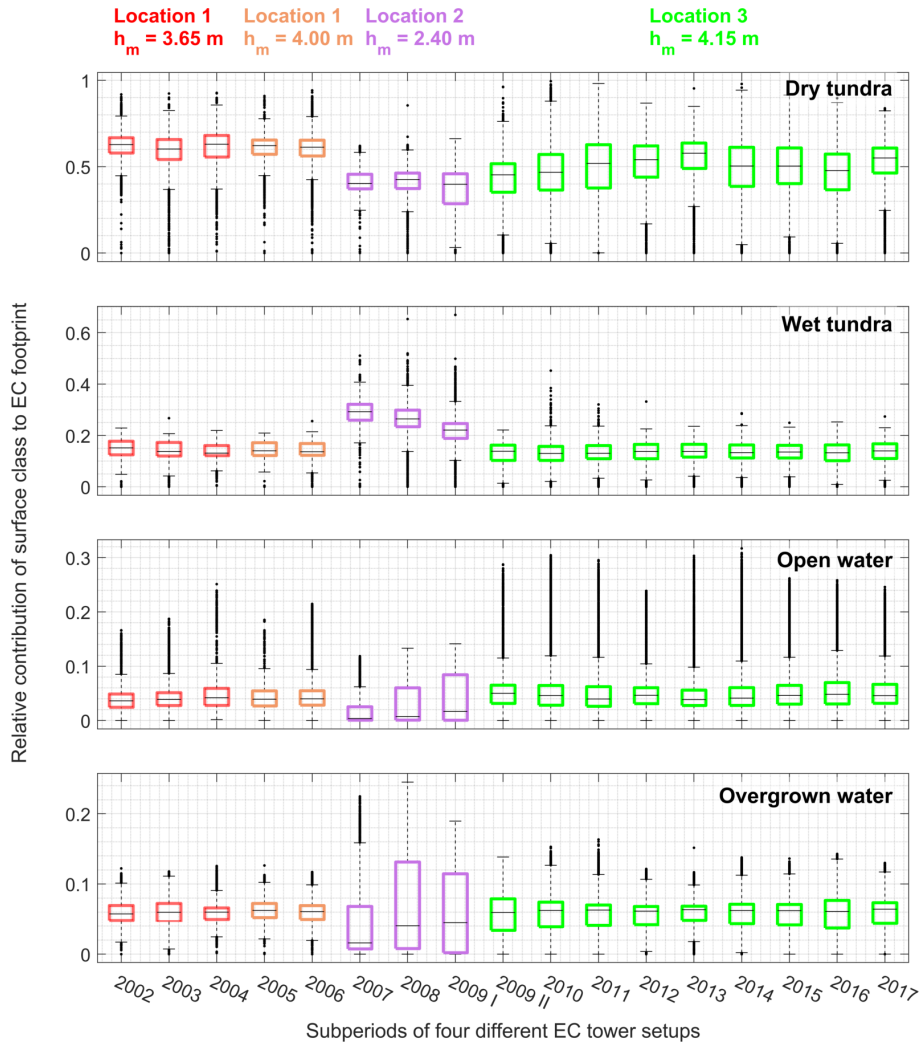 Location 1
h_m = 3.65 m
Location 1
h_m = 4.00 m
Location 2
h_m = 2.40 m
Location 3
h_m = 4.15 m
Relative contribution of surface class to EC footprint
Dry tundra
1
0.5
0
Wet tundra
0.6
0.4
0.2
0
Open water
0.3
0.2
0.1
0
Overgrown water
0.2
0.1
0
2002 2003 2004 2005 2006 2007 2008 2009 I 2009 II 2010 2011 2012 2013 2014 2015 2016 2017
Subperiods of four different EC tower setups